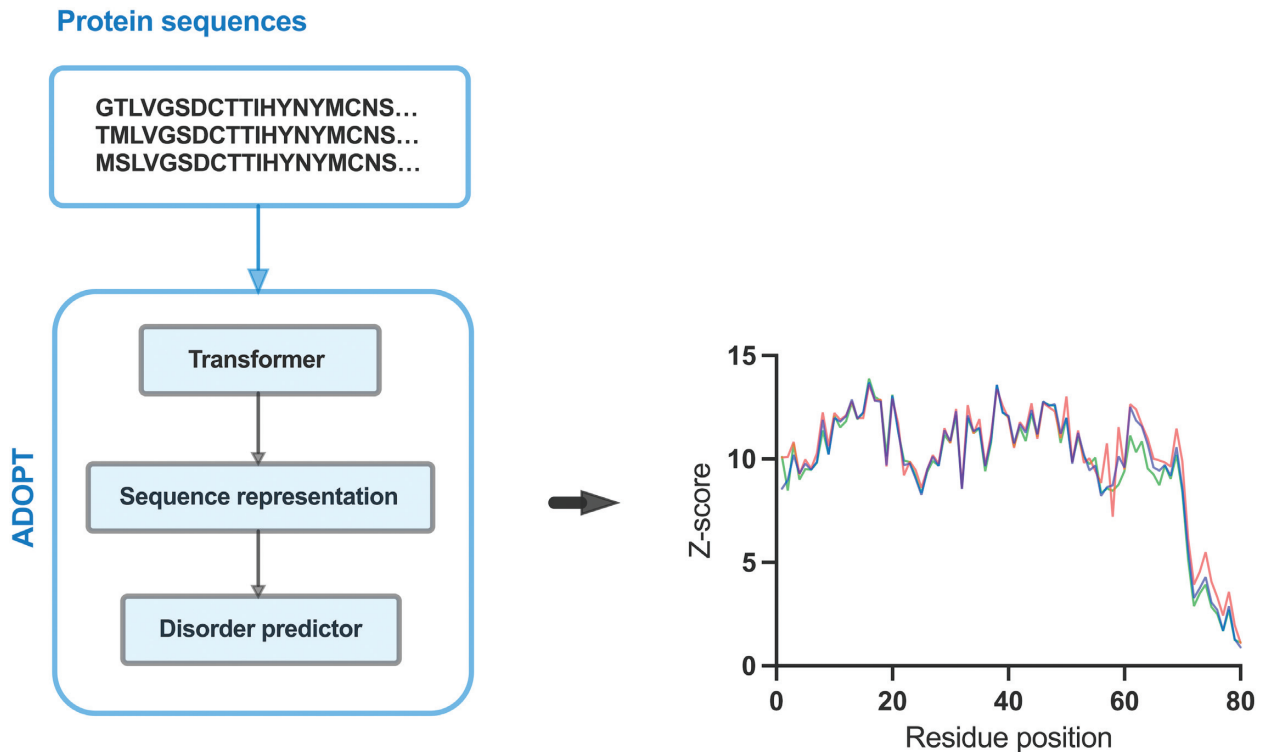 Protein sequences
GTLVGSDCTTIHYNYMCNS...
TMLVGSDCTTIHYNYMCNS...
MSLVGSDCTTIHYNYMCNS...
ADOPT
Transformer
Sequence representation
Disorder predictor
Z-score
15
10
5
0
0 20 40 60 80
Residue position